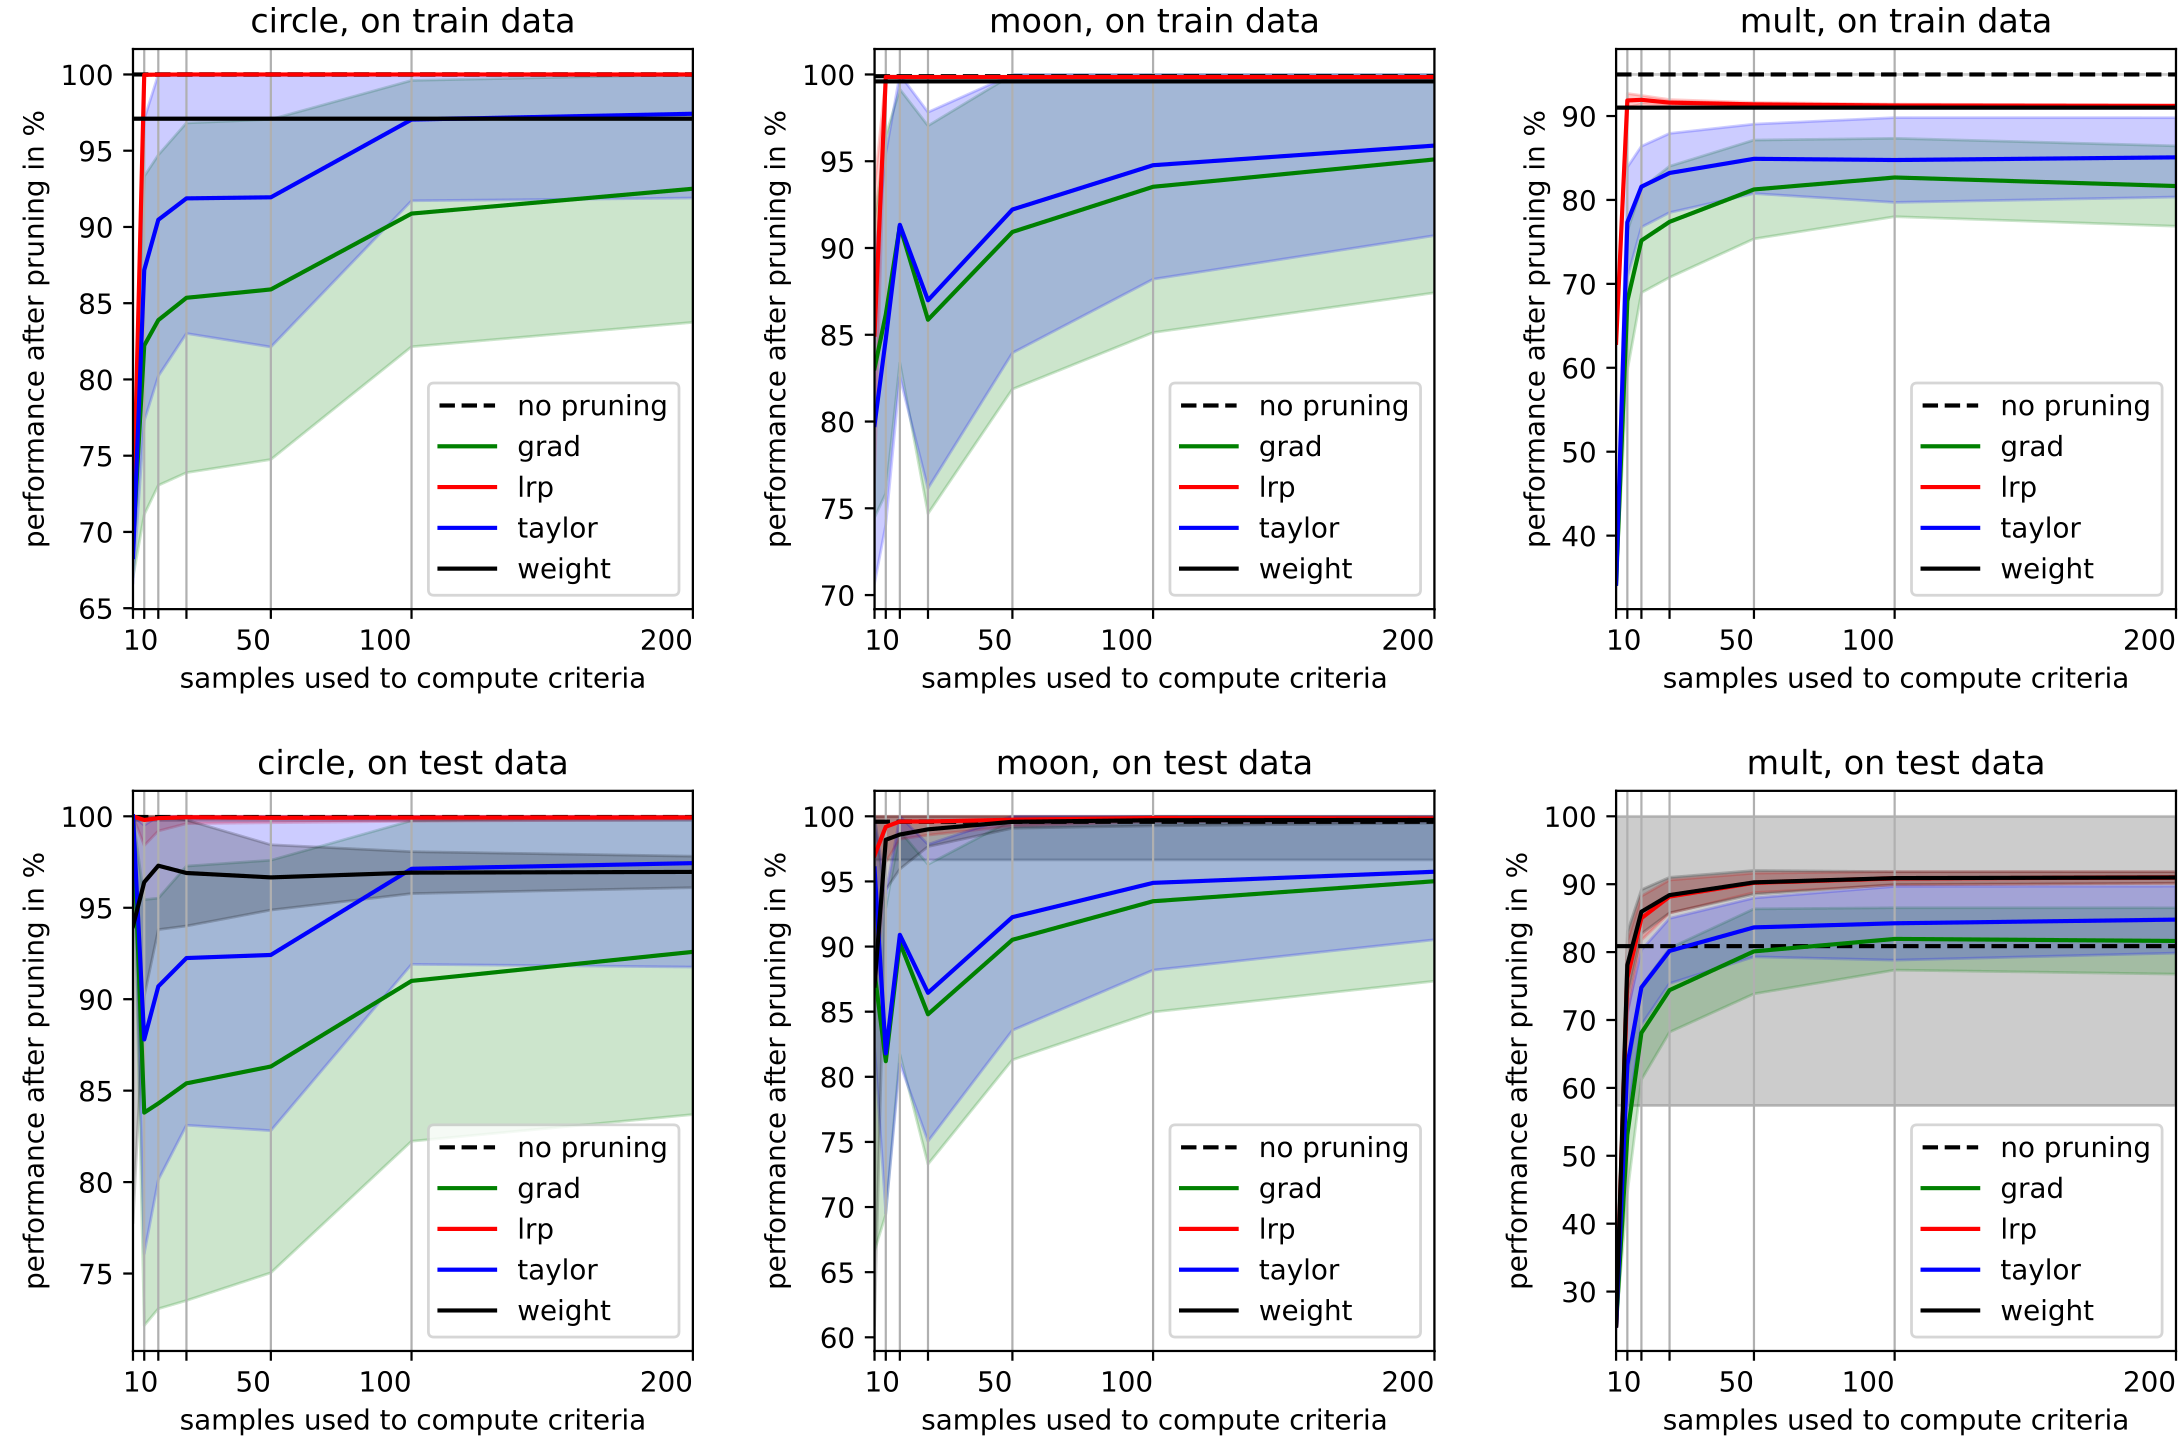 circle, on train data
performance after pruning in %
100
95
90
85
80
75
70
65
no pruning
grad
lrp
taylor
weight
10 50 100 200
samples used to compute criteria
moon, on train data
performance after pruning in %
100
95
90
85
80
75
70
no pruning
grad
lrp
taylor
weight
10 50 100 200
samples used to compute criteria
mult, on train data
performance after pruning in %
90
80
70
60
50
40
no pruning
grad
lrp
taylor
weight
10 50 100 200
samples used to compute criteria
circle, on test data
performance after pruning in %
100
95
90
85
80
75
no pruning
grad
lrp
taylor
weight
10 50 100 200
samples used to compute criteria
moon, on test data
performance after pruning in %
100
95
90
85
80
75
70
65
60
no pruning
grad
lrp
taylor
weight
10 50 100 200
samples used to compute criteria
mult, on test data
performance after pruning in %
100
90
80
70
60
50
40
30
no pruning
grad
lrp
taylor
weight
10 50 100 200
samples used to compute criteria